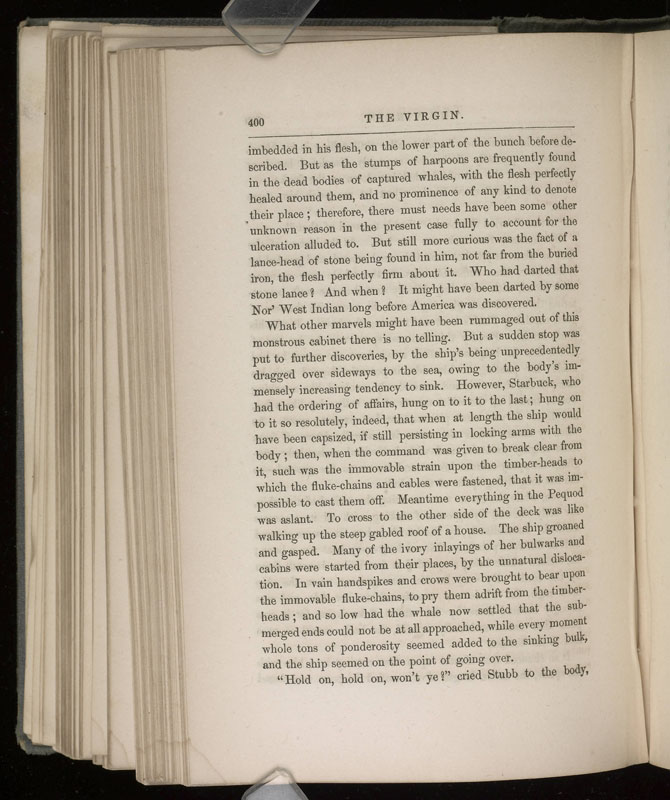 400
THE VIRGIN.
imbedded in his flesh, on the lower part of the bunch before de-
scribed. But as the stumps of harpoons are frequently found
in the dead bodies of captured whales, with the flesh perfectly
healed around them, and no prominence of any kind to denote
their place; therefore, there must needs have been some other
unknown reason in the present case fully to account for the
ulceration alluded to. But still more curious was the fact of a
lance-head of stone being found in him, not far from the buried
iron, the flesh perfectly firm about it. Who had darted that
stone lance? And when? It might have been darted by some
Nor' West Indian long before America was discovered.
What other marvels might have been rummaged out of this
monstrous cabinet there is no telling. But a sudden stop was
put to further discoveries, by the ship's being unprecedentedly
dragged over sideways to the sea, owing to the body's im-
mensely increasing tendency to sink. However, Starbuck, who
had the ordering of affairs, hung on to it to the last; hung on
to it so resolutely, indeed, that when at length the ship would
have been capsized, if still persisting in locking arms with the
body; then, when the command was given to break clear from
it, such was the immovable strain upon the timber-heads to
which the fluke-chains and cables were fastened, that it was im-
possible to cast them off. Meantime everything in the Pequod
was aslant. To cross to the other side of the deck was like
walking up the steep gabled roof of a house. The ship groaned
and gasped. Many of the ivory inlayings of her bulwarks and
cabins were started from their places, by the unnatural disloca-
tion. In vain handspikes and crows were brought to bear upon
the immovable fluke-chains, to pry them adrift from the timber-
heads; and so low had the whale now settled that the sub-
merged ends could not be at all approached, while every moment
whole tons of ponderosity seemed added to the sinking bulk,
and the ship seemed on the point of going over.
"Hold on, hold on, won't ye?" cried Stubb to the body,